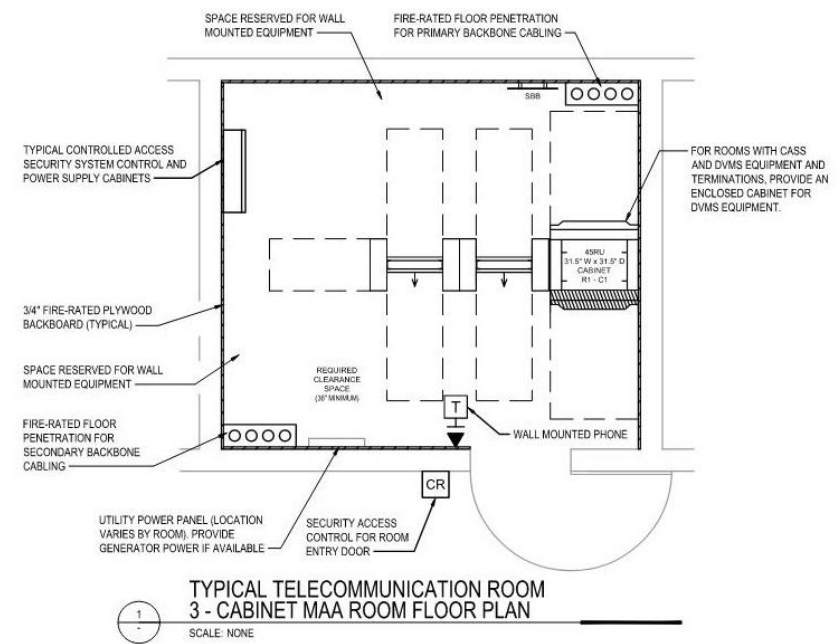 SPACE RESERVED FOR WALL
MOUNTED EQUIPMENT
FIRE-RATED FLOOR PENETRATION
FOR PRIMARY BACKBONE CABLING
SBB
TYPICAL CONTROLLED ACCESS
SECURITY SYSTEM CONTROL AND
POWER SUPPLY CABINETS
FOR ROOMS WITH CASS
AND DVMS EQUIPMENT AND
TERMINATIONS, PROVIDE AN
ENCLOSED CABINET FOR
DVMS EQUIPMENT.
45RU
31.5" W x 31.5" D
CABINET
R1 - C1
3/4" FIRE-RATED PLYWOOD
BACKBOARD (TYPICAL)
SPACE RESERVED FOR WALL
MOUNTED EQUIPMENT
REQUIRED
CLEARANCE
SPACE
(36" MINIMUM)
FIRE-RATED FLOOR
PENETRATION FOR
SECONDARY BACKBONE
CABLING
T
WALL MOUNTED PHONE
CR
UTILITY POWER PANEL (LOCATION
VARIES BY ROOM). PROVIDE
GENERATOR POWER IF AVAILABLE
SECURITY ACCESS
CONTROL FOR ROOM
ENTRY DOOR
1
-
TYPICAL TELECOMMUNICATION ROOM
3 - CABINET MAA ROOM FLOOR PLAN
SCALE: NONE